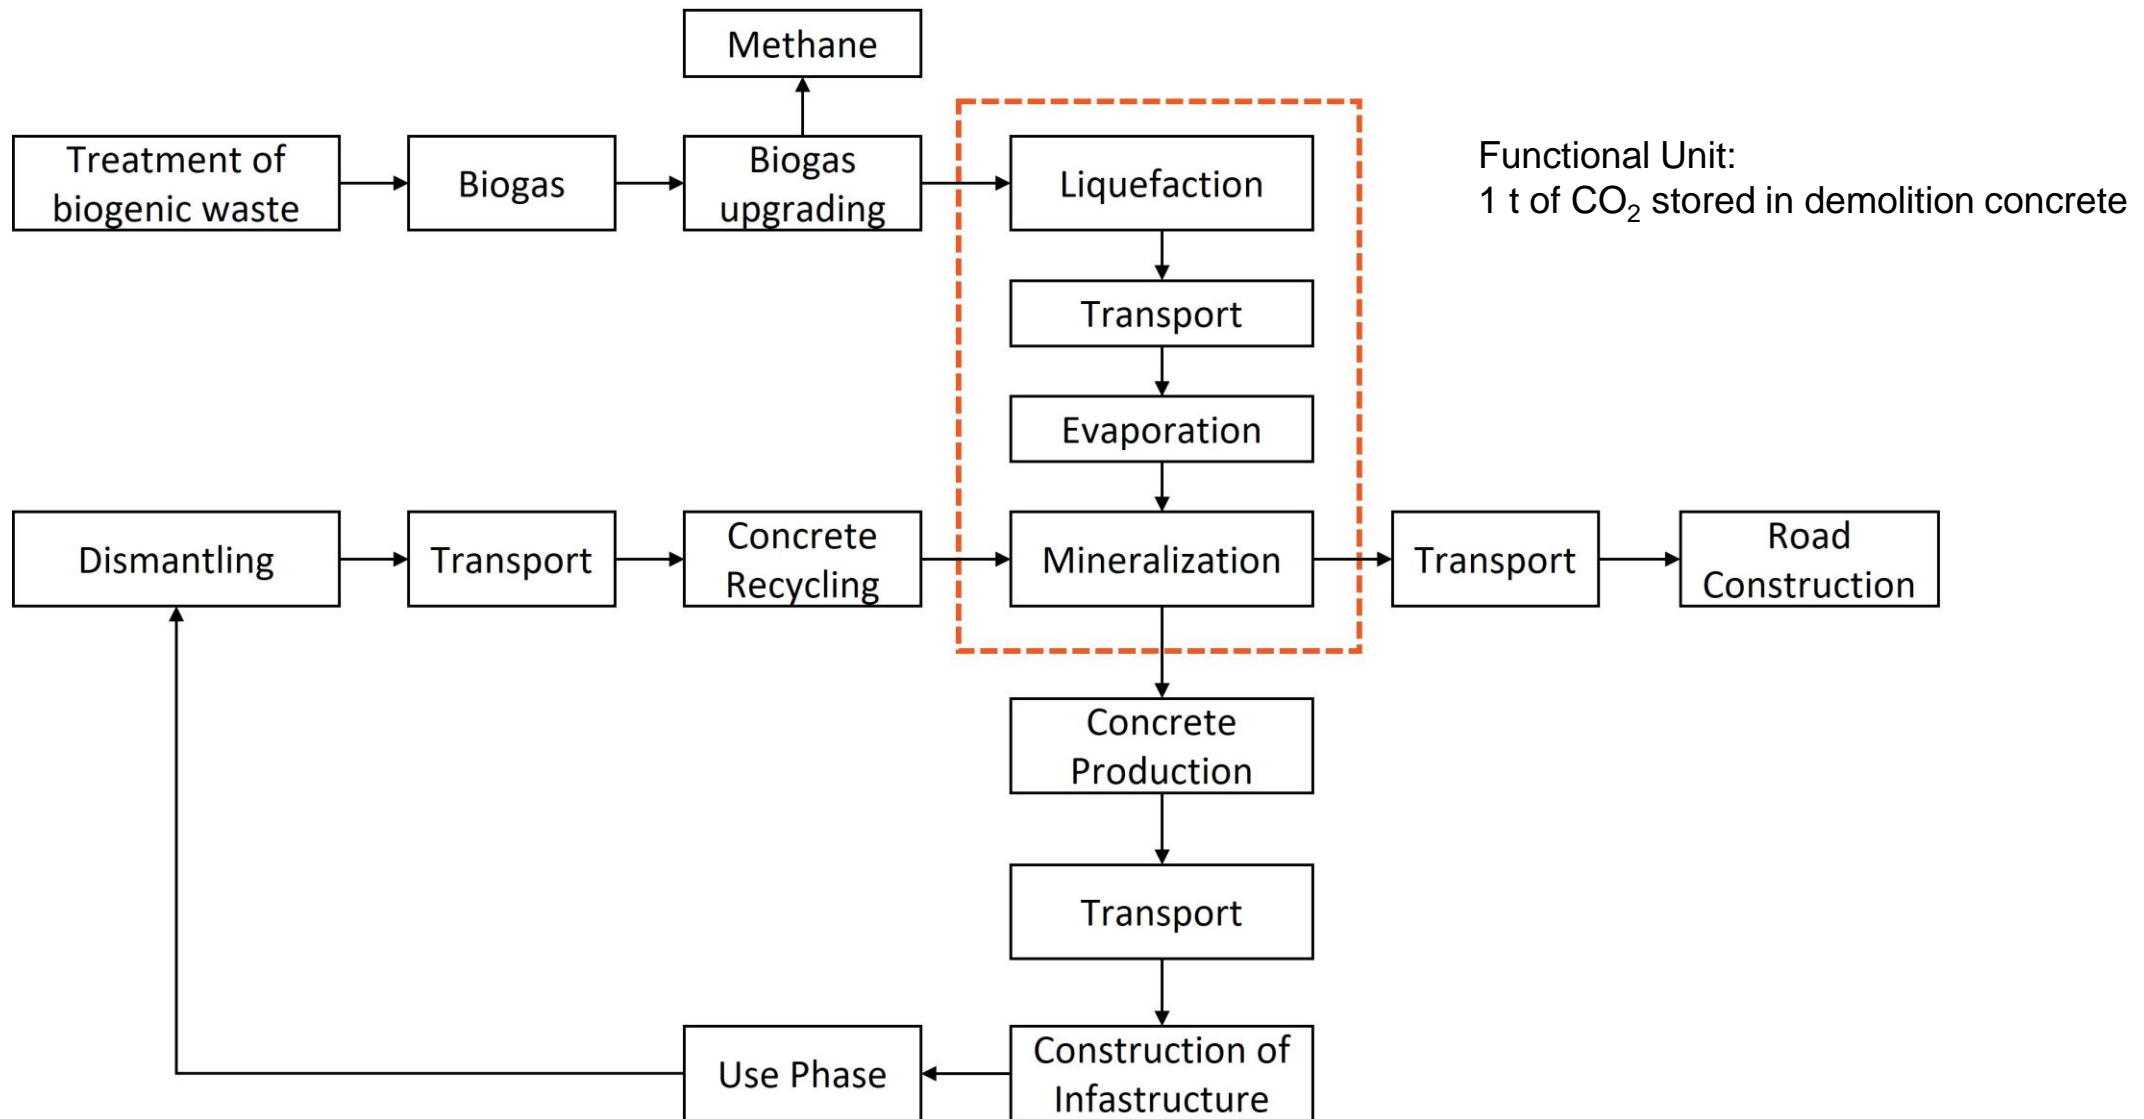 Methane
Treatment of
biogenic waste
Biogas
Biogas
upgrading
Liquefaction
Functional Unit:
1 t of CO₂ stored in demolition concrete
Transport
Evaporation
Dismantling
Transport
Concrete
Recycling
Mineralization
Transport
Road
Construction
Concrete
Production
Transport
Use Phase
Construction of
Infastructure